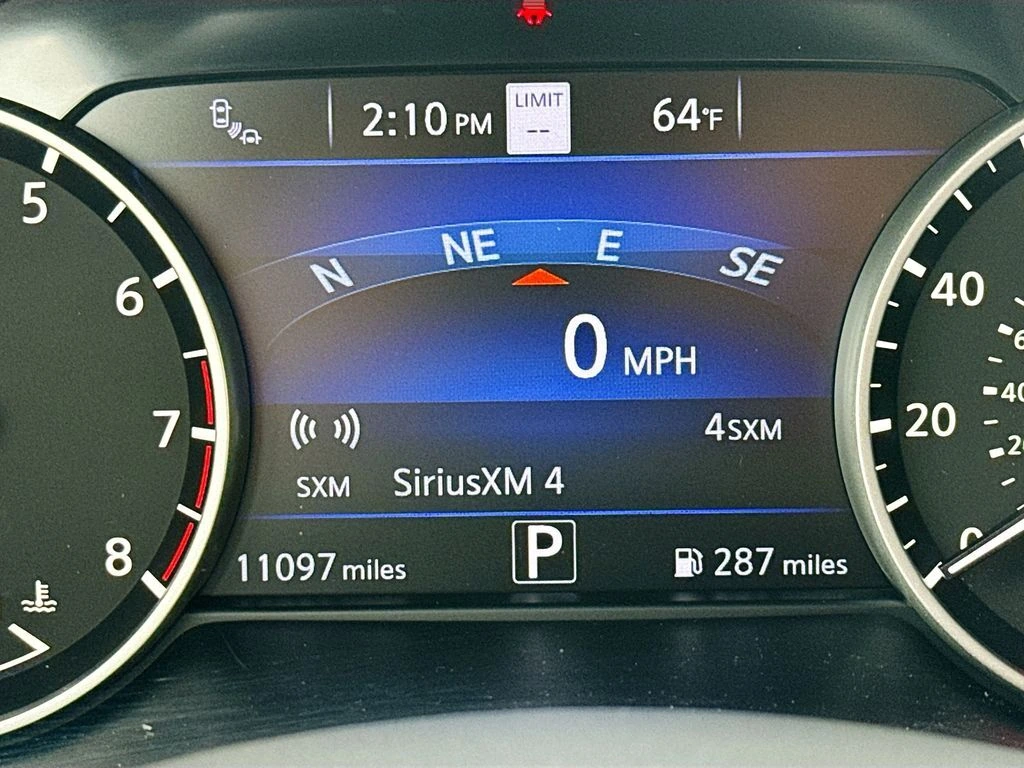 2:10 PM
LIMIT
--
64°F
N NE E SE
0 MPH
4SXM
SXM SiriusXM 4
11097 miles
P
287 miles
5
6
7
8
40
20
0